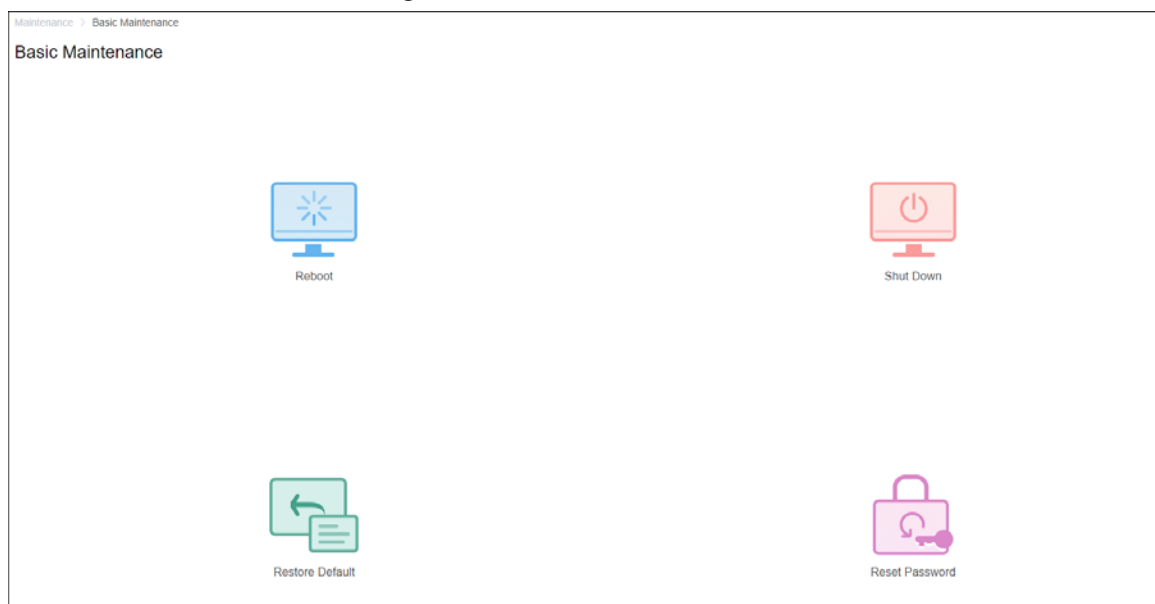 Maintenance > Basic Maintenance
Basic Maintenance
Reboot
Shut Down
Restore Default
Reset Password